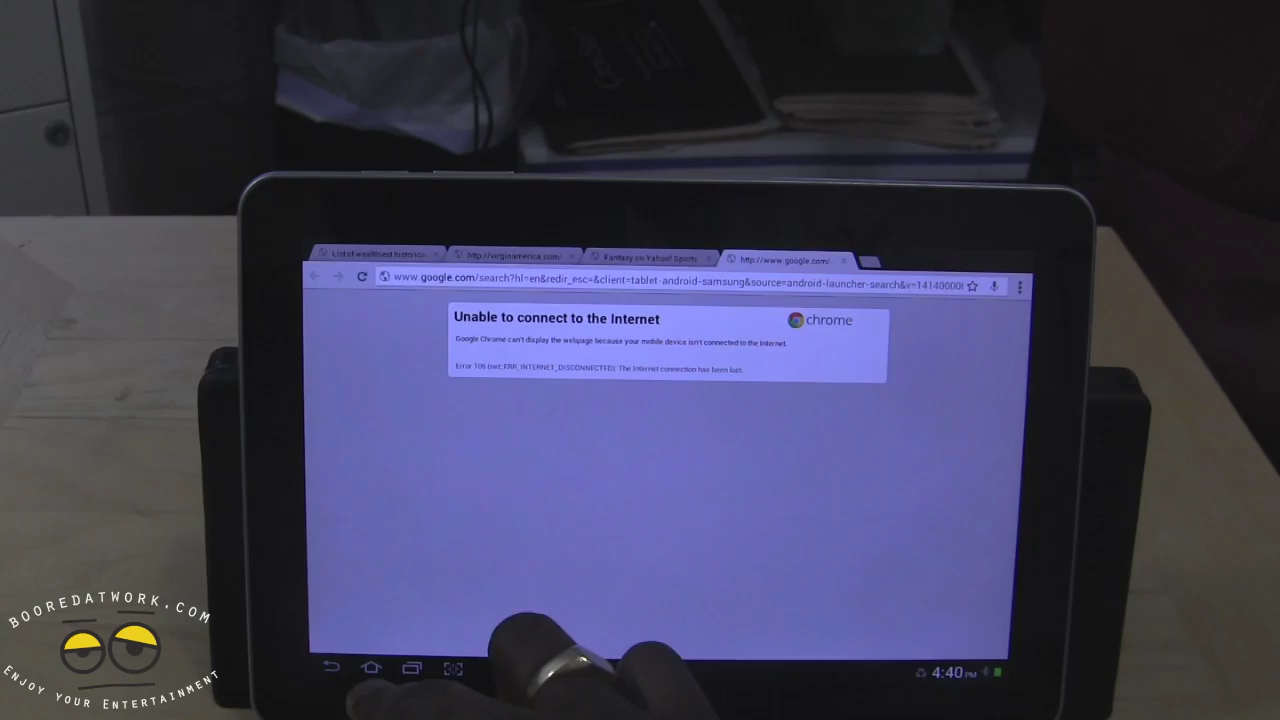 List of wealthiest historica
http://virginamerica.com/
Fantasy on Yahoo! Sports
http://www.google.com/
www.google.com/search?hl=en&redir_esc=&client=tablet-android-samsung&source=android-launcher-search&v=14140000
Unable to connect to the Internet
chrome
Google Chrome can't display the webpage because your mobile device isn't connected to the Internet.
Error 106 (net::ERR_INTERNET_DISCONNECTED): The Internet connection has been lost.
4:40 PM
BOOREDATWORK.COM
ENJOY YOUR ENTERTAINMENT